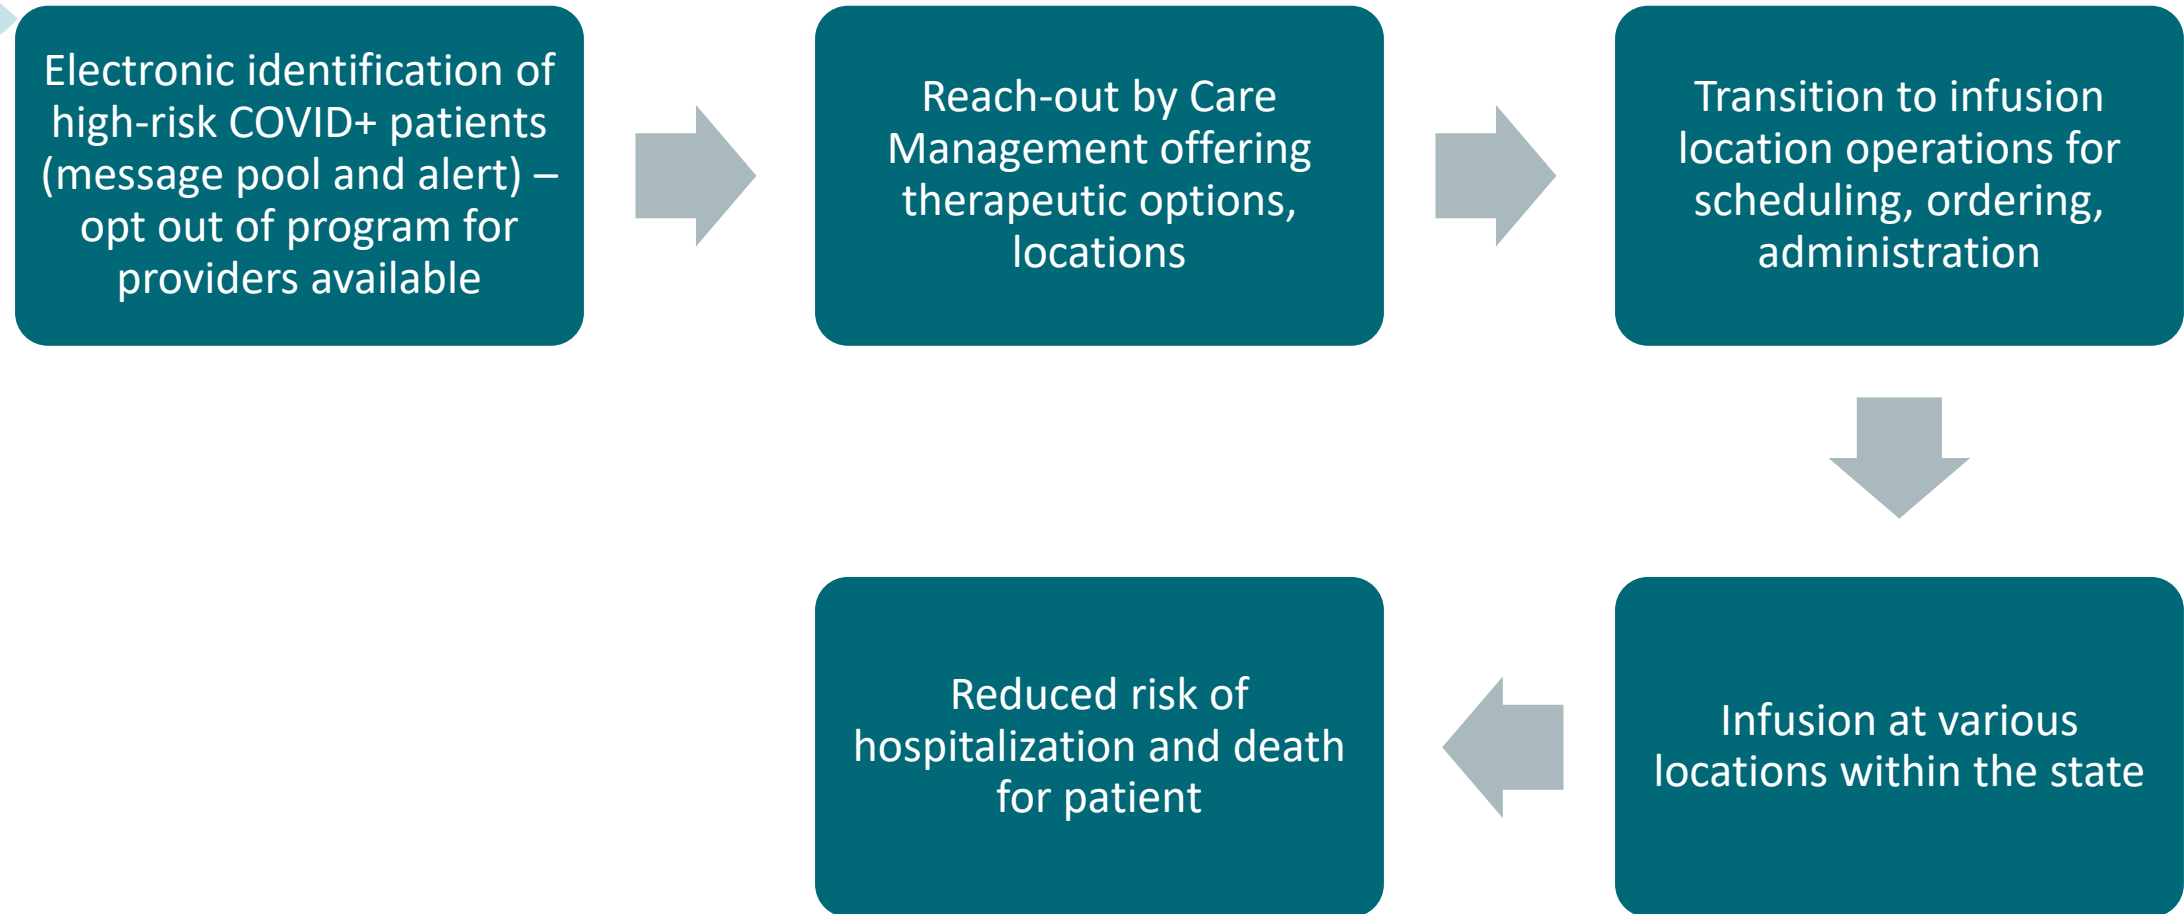 Electronic identification of
high-risk COVID+ patients
(message pool and alert) –
opt out of program for
providers available
Reach-out by Care
Management offering
therapeutic options,
locations
Transition to infusion
location operations for
scheduling, ordering,
administration
Infusion at various
locations within the state
Reduced risk of
hospitalization and death
for patient